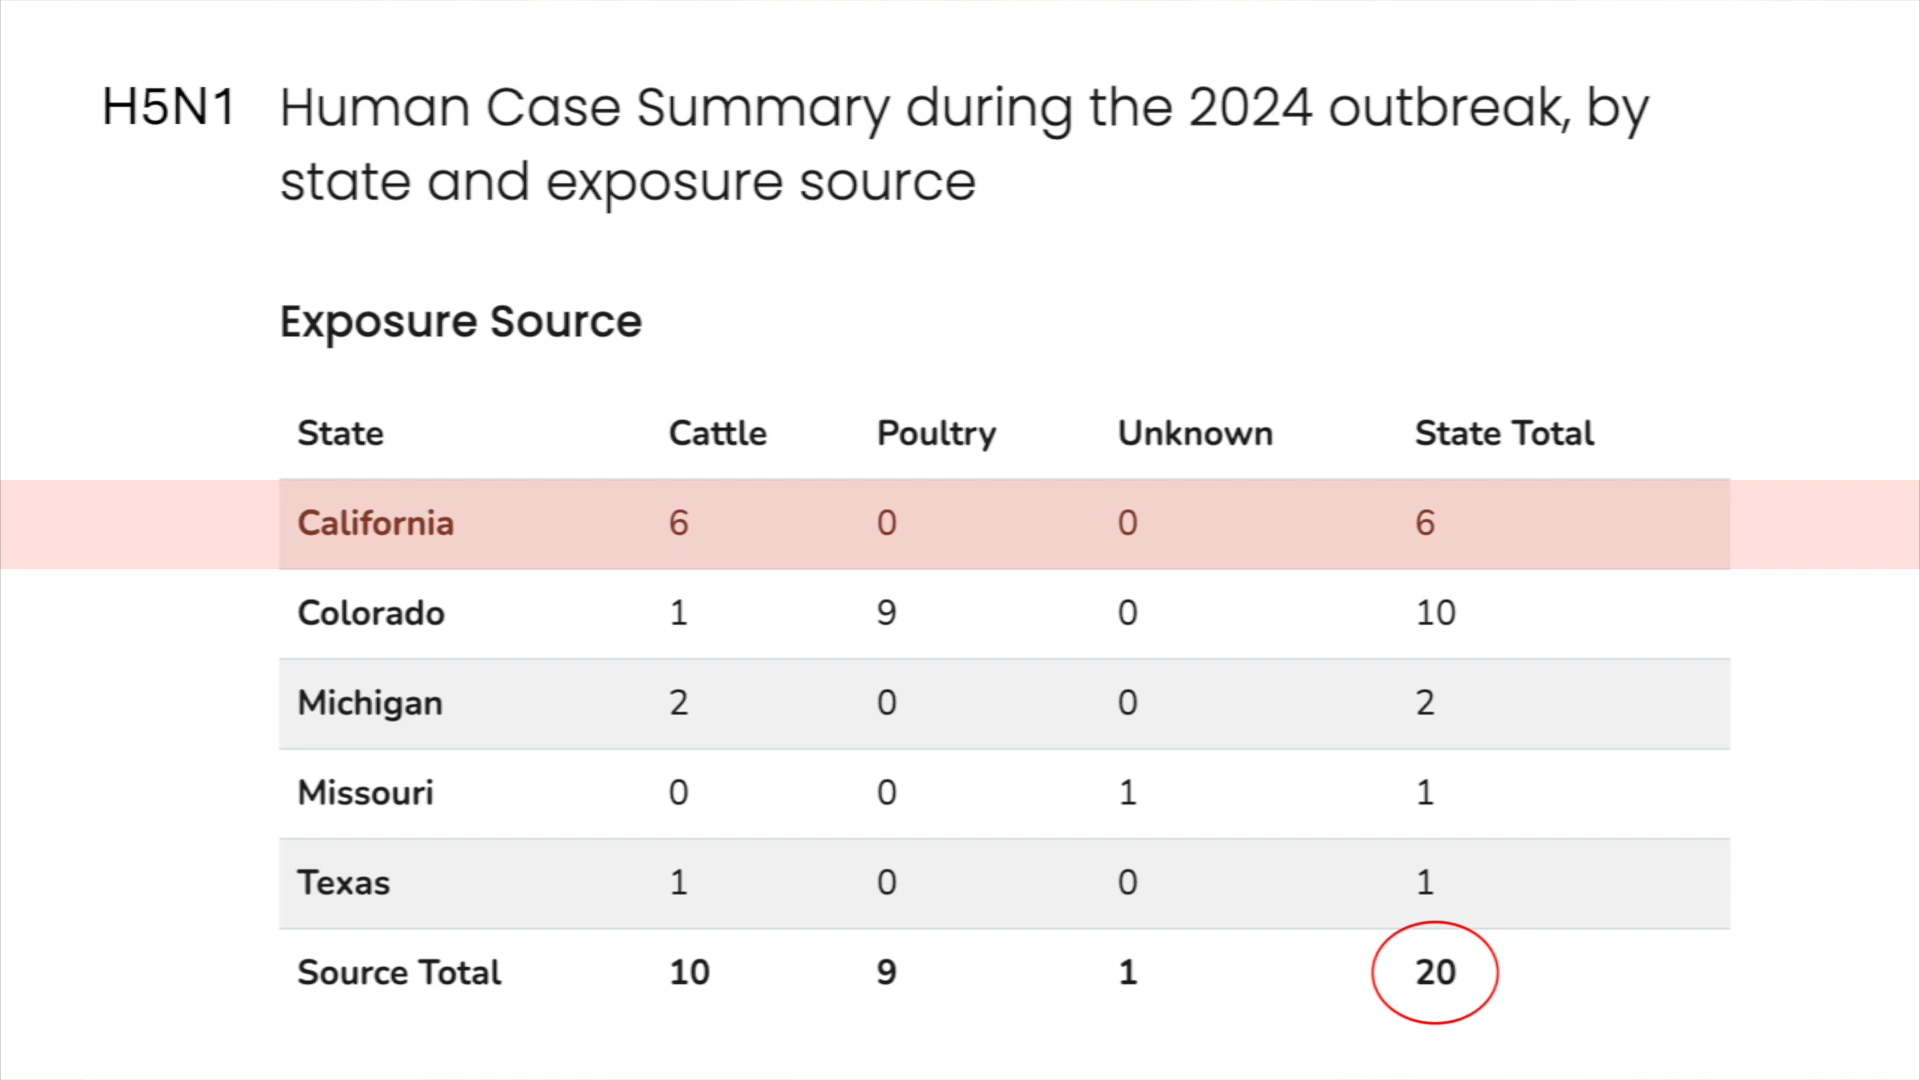 H5N1 Human Case Summary during the 2024 outbreak, by
state and exposure source
Exposure Source
State Cattle Poultry Unknown State Total
California 6 0 0 6
Colorado 1 9 0 10
Michigan 2 0 0 2
Missouri 0 0 1 1
Texas 1 0 0 1
Source Total 10 9 1 20